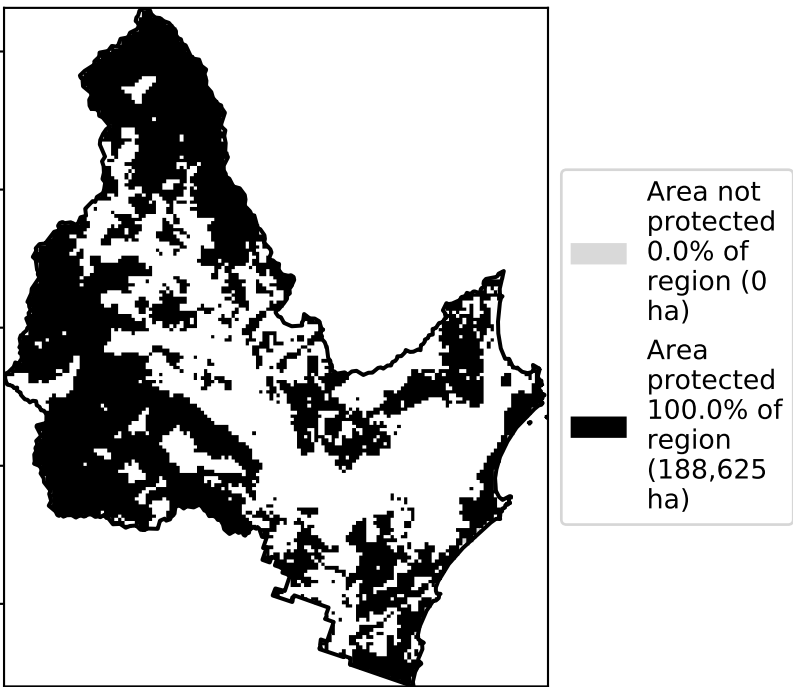 Area not
protected
0.0% of
region (0
ha)
Area
protected
100.0% of
region
(188,625
ha)